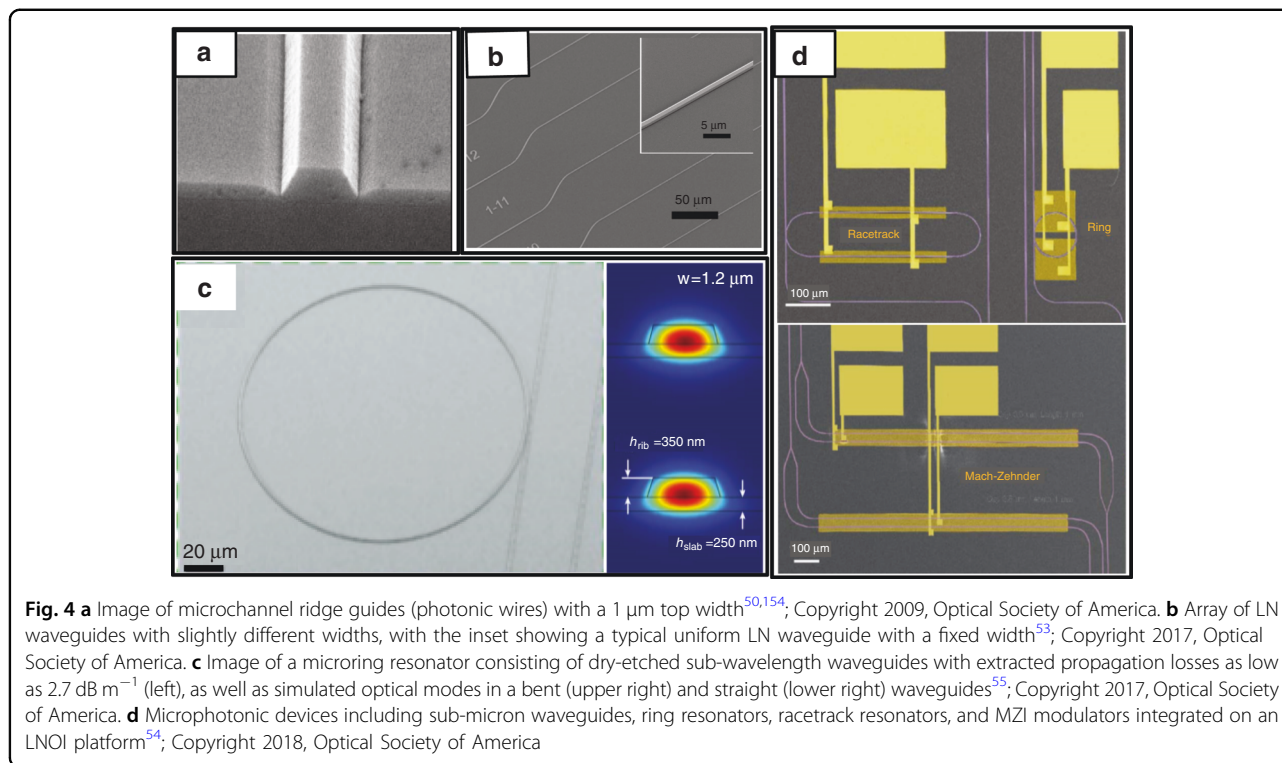 a
b
d
12
1-11
5 μm
50 μm
Racetrack
Ring
100 μm
c
w=1.2 μm
20 μm
hrib =350 nm
hslab =250 nm
Mach-Zehnder
100 μm
Fig. 4 a Image of microchannel ridge guides (photonic wires) with a 1 μm top width50,154; Copyright 2009, Optical Society of America. b Array of LN
waveguides with slightly different widths, with the inset showing a typical uniform LN waveguide with a fixed width53; Copyright 2017, Optical
Society of America. c Image of a microring resonator consisting of dry-etched sub-wavelength waveguides with extracted propagation losses as low
as 2.7 dB m−1 (left), as well as simulated optical modes in a bent (upper right) and straight (lower right) waveguides55; Copyright 2017, Optical Society
of America. d Microphotonic devices including sub-micron waveguides, ring resonators, racetrack resonators, and MZI modulators integrated on an
LNOI platform54; Copyright 2018, Optical Society of America